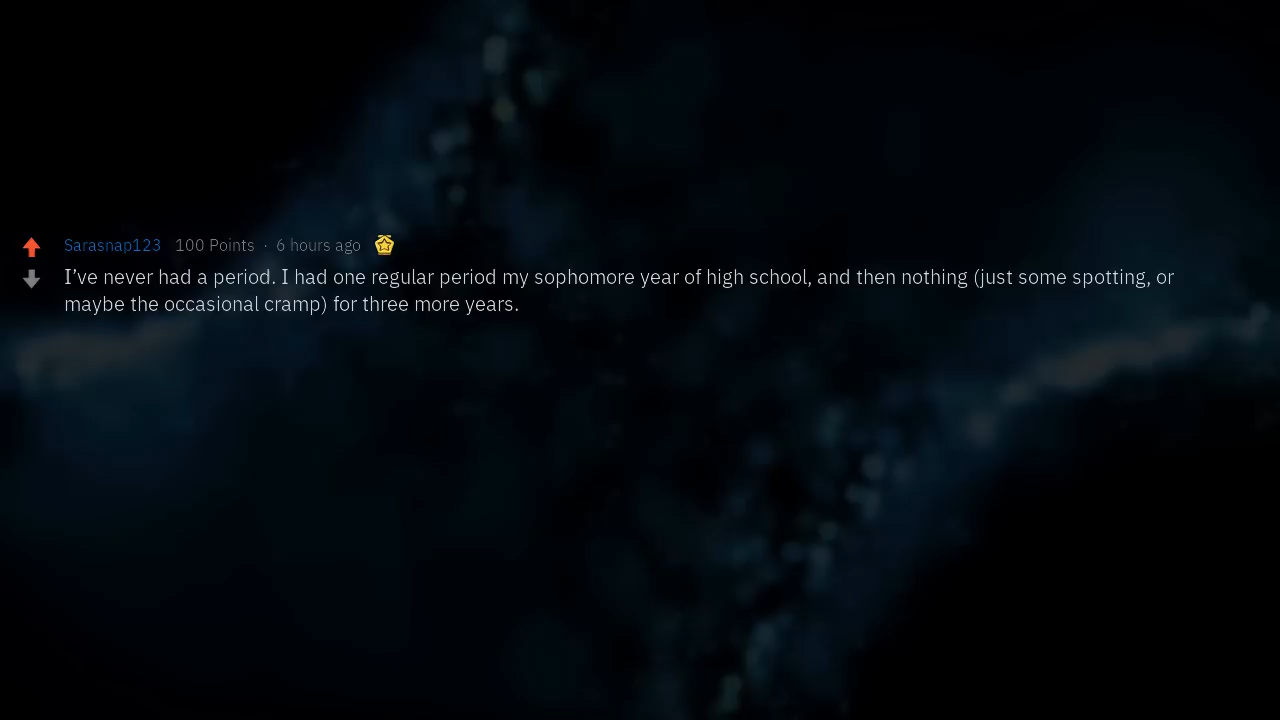 Sarasnap123 100 Points · 6 hours ago
I’ve never had a period. I had one regular period my sophomore year of high school, and then nothing (just some spotting, or
maybe the occasional cramp) for three more years.